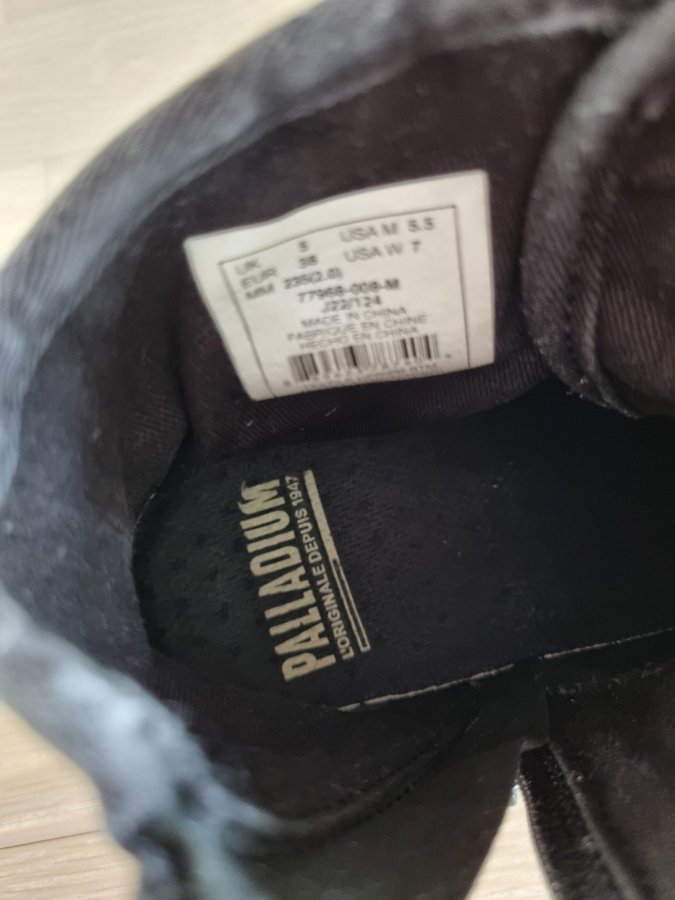 UK 5 USA M 5.5
EUR 38 USA W 7
MM 235(2.0)
77968-008-M
J22/124
MADE IN CHINA
FABRIQUE EN CHINE
HECHO EN CHINA
PALLADIUM
L'ORIGINALE DEPUIS 1947